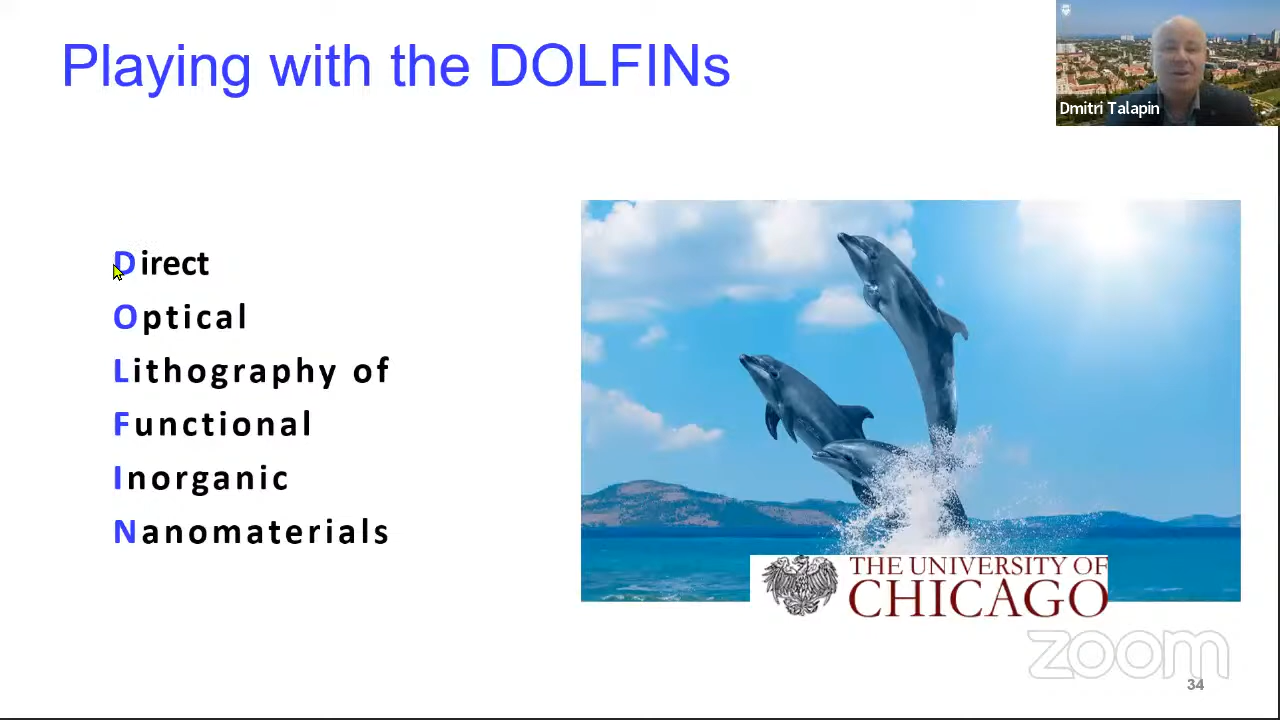 Playing with the DOLFINs
Dmitri Talapin
Direct
Optical
Lithography of
Functional
Inorganic
Nanomaterials
THE UNIVERSITY OF
CHICAGO
zoom
34